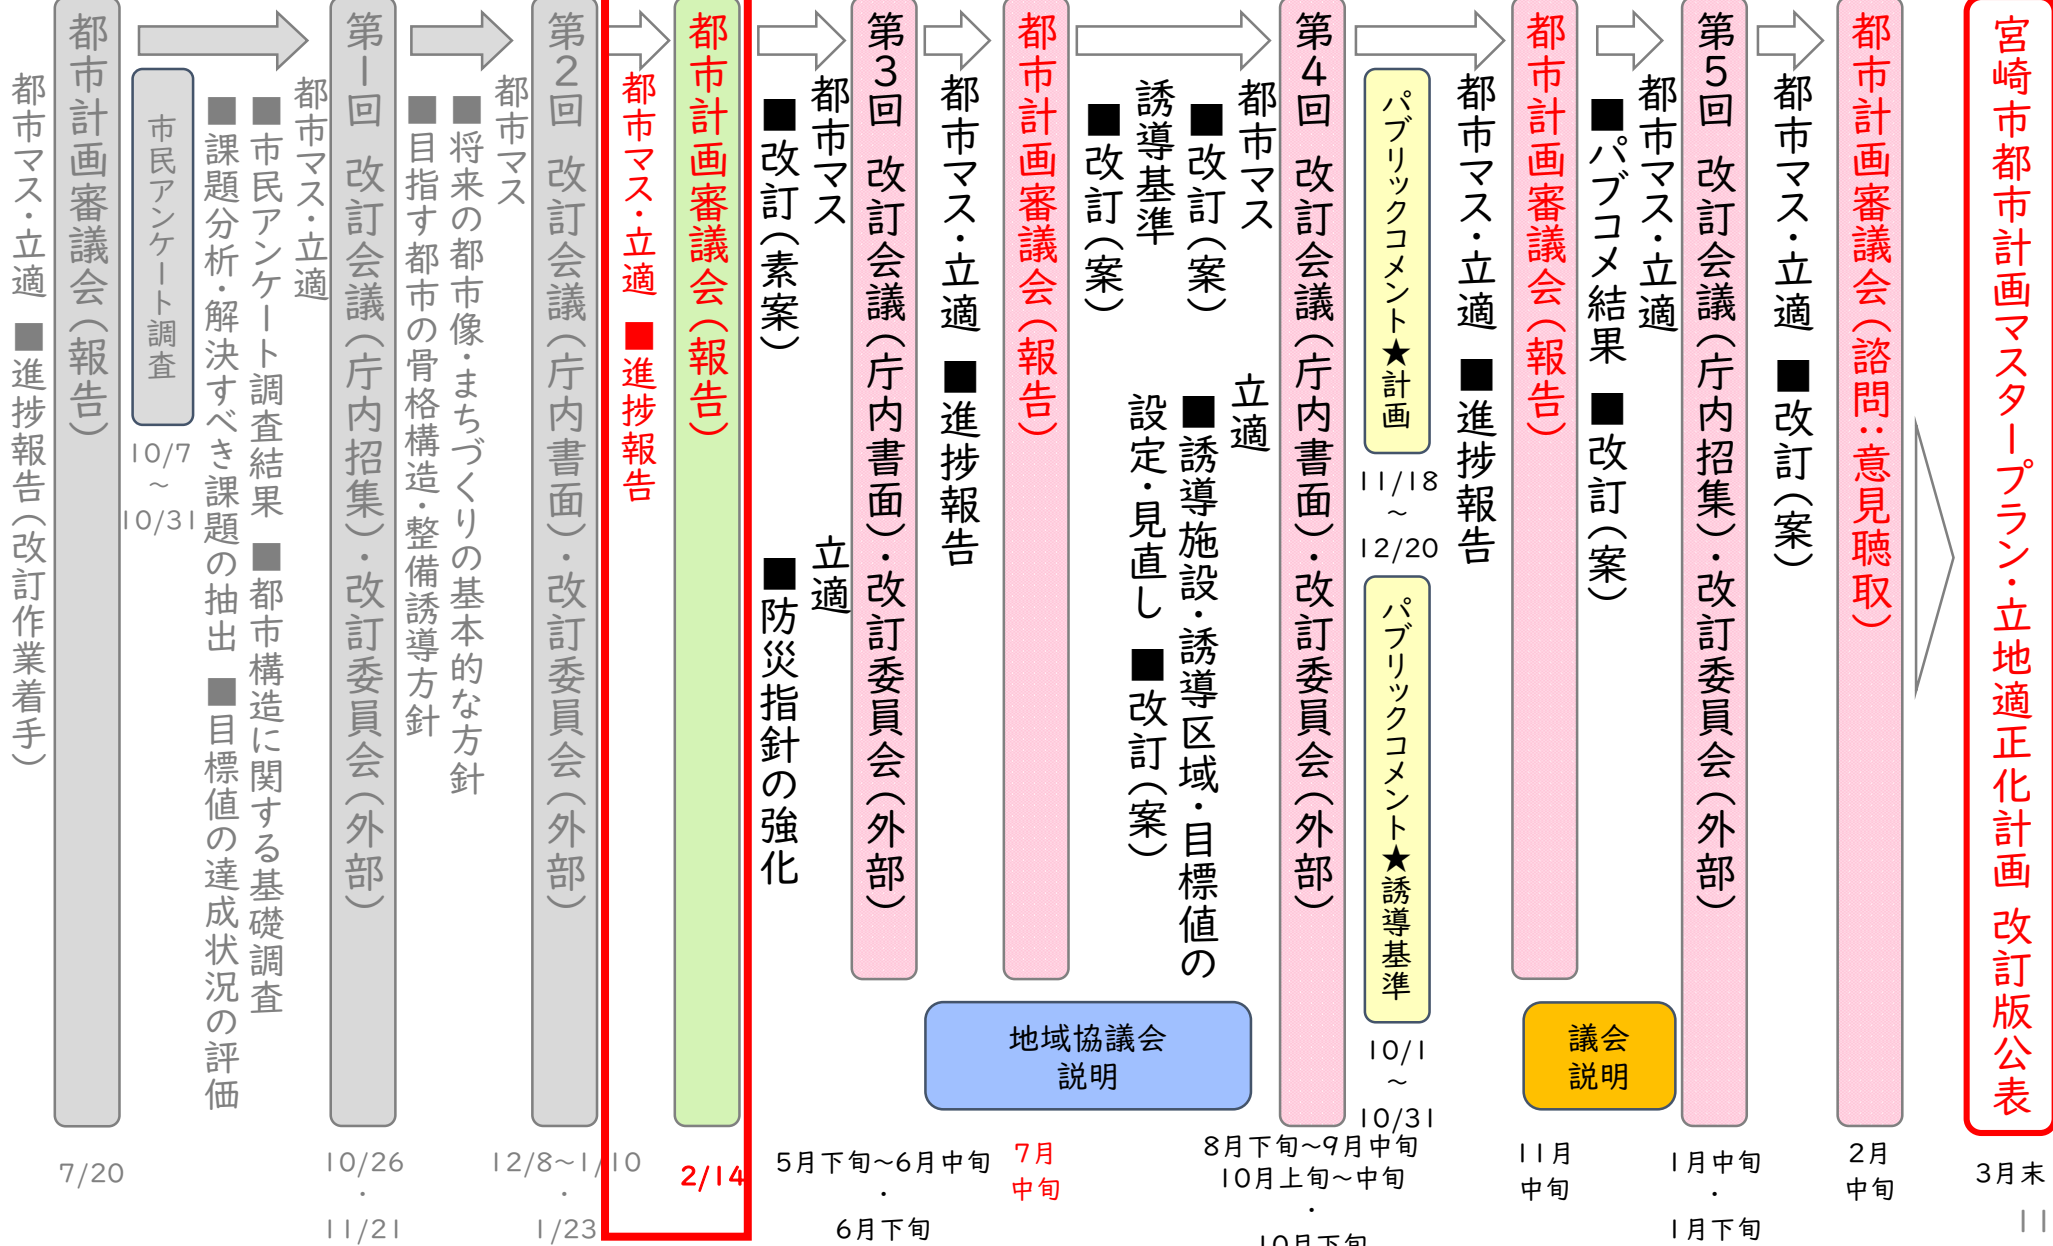 都市計画審議会(報告)
都市マス・立適 ■進捗報告(改訂作業着手)
7/20
市民アンケート調査
10/7
~
10/31
第1回 改訂会議(庁内招集)・改訂委員会(外部)
都市マス・立適
■市民アンケート調査結果 ■都市構造に関する基礎調査
■課題分析・解決すべき課題の抽出 ■目標値の達成状況の評価
10/26
・
11/21
第2回 改訂会議(庁内書面)・改訂委員会(外部)
都市マス
■将来の都市像・まちづくりの基本的な方針
■目指す都市の骨格構造・整備誘導方針
12/8~1/10
・
1/23
都市計画審議会(報告)
都市マス・立適 ■進捗報告
2/14
第3回 改訂会議(庁内書面)・改訂委員会(外部)
都市マス
■改訂(素案)
立適
■防災指針の強化
5月下旬~6月中旬
・
6月下旬
都市計画審議会(報告)
都市マス・立適 ■進捗報告
7月
中旬
地域協議会
説明
第4回 改訂会議(庁内書面)・改訂委員会(外部)
都市マス
■改訂(案)
誘導基準
■改訂(案)
立適
■誘導施設・誘導区域・目標値の
設定・見直し ■改訂(案)
8月下旬~9月中旬
10月上旬~中旬
・
10月下旬
パブリックコメント★計画
11/18
~
12/20
パブリックコメント★誘導基準
10/1
~
10/31
都市計画審議会(報告)
都市マス・立適 ■進捗報告
11月
中旬
議会
説明
第5回 改訂会議(庁内招集)・改訂委員会(外部)
都市マス・立適
■パブコメ結果 ■改訂(案)
1月中旬
・
1月下旬
都市計画審議会(諮問:意見聴取)
都市マス・立適 ■改訂(案)
2月
中旬
宮崎市都市計画マスタープラン・立地適正化計画 改訂版公表
3月末
11